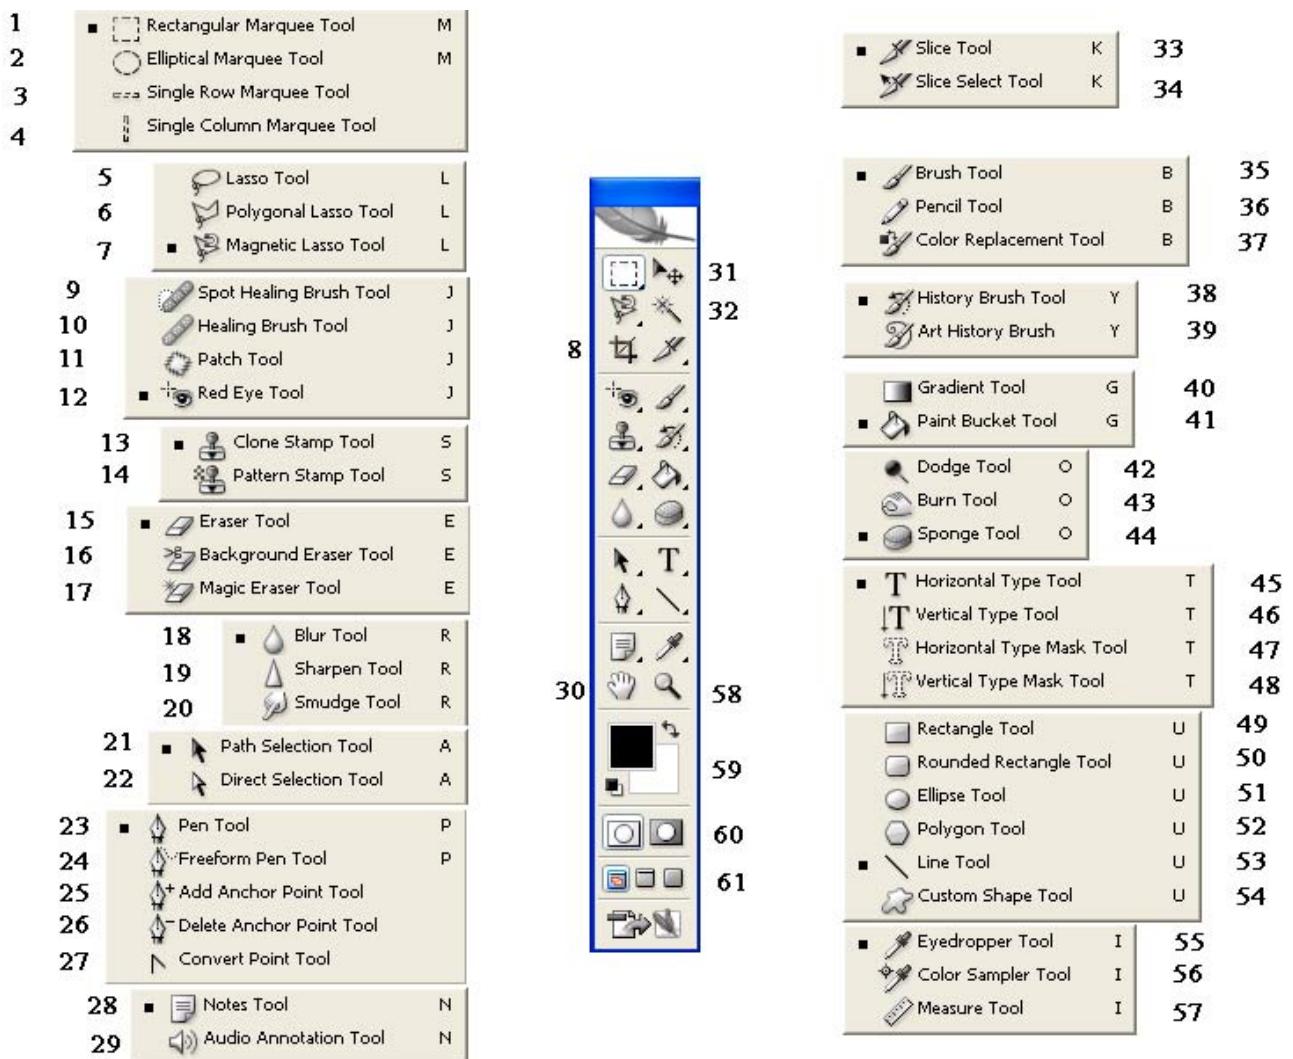 1 Rectangular Marquee Tool M
2 Elliptical Marquee Tool M
3 Single Row Marquee Tool
4 Single Column Marquee Tool
5 Lasso Tool L
6 Polygonal Lasso Tool L
7 Magnetic Lasso Tool L
9 Spot Healing Brush Tool J
10 Healing Brush Tool J
11 Patch Tool J
12 Red Eye Tool J
13 Clone Stamp Tool S
14 Pattern Stamp Tool S
15 Eraser Tool E
16 Background Eraser Tool E
17 Magic Eraser Tool E
18 Blur Tool R
19 Sharpen Tool R
20 Smudge Tool R
21 Path Selection Tool A
22 Direct Selection Tool A
23 Pen Tool P
24 Freeform Pen Tool P
25 Add Anchor Point Tool
26 Delete Anchor Point Tool
27 Convert Point Tool
28 Notes Tool N
29 Audio Annotation Tool N
31
32
8
30 58
59
60
61
Slice Tool K 33
Slice Select Tool K 34
Brush Tool B 35
Pencil Tool B 36
Color Replacement Tool B 37
History Brush Tool Y 38
Art History Brush Y 39
Gradient Tool G 40
Paint Bucket Tool G 41
Dodge Tool O 42
Burn Tool O 43
Sponge Tool O 44
T Horizontal Type Tool T 45
T Vertical Type Tool T 46
T Horizontal Type Mask Tool T 47
T Vertical Type Mask Tool T 48
Rectangle Tool U 49
Rounded Rectangle Tool U 50
Ellipse Tool U 51
Polygon Tool U 52
Line Tool U 53
Custom Shape Tool U 54
Eyedropper Tool I 55
Color Sampler Tool I 56
Measure Tool I 57